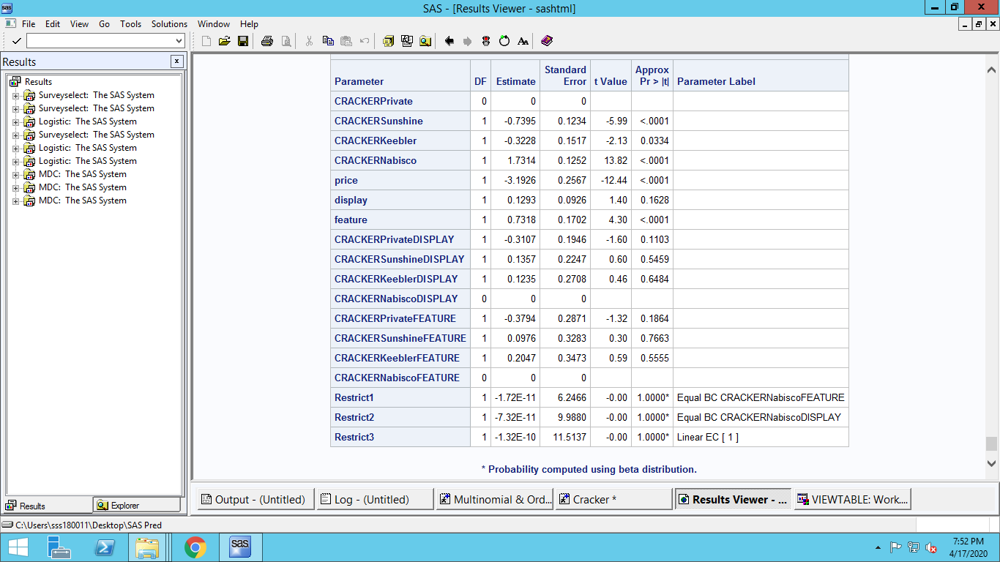 SAS - [Results Viewer - sashtml]
File Edit View Go Tools Solutions Window Help
Results
Results
Surveyselect: The SAS System
Surveyselect: The SAS System
Logistic: The SAS System
Surveyselect: The SAS System
Logistic: The SAS System
Logistic: The SAS System
MDC: The SAS System
MDC: The SAS System
MDC: The SAS System
Results Explorer
Parameter DF Estimate Standard Error t Value Approx Pr > |t| Parameter Label
CRACKERPrivate 0 0 0
CRACKERSunshine 1 -0.7395 0.1234 -5.99 <.0001
CRACKERKeebler 1 -0.3228 0.1517 -2.13 0.0334
CRACKERNabisco 1 1.7314 0.1252 13.82 <.0001
price 1 -3.1926 0.2567 -12.44 <.0001
display 1 0.1293 0.0926 1.40 0.1628
feature 1 0.7318 0.1702 4.30 <.0001
CRACKERPrivateDISPLAY 1 -0.3107 0.1946 -1.60 0.1103
CRACKERSunshineDISPLAY 1 0.1357 0.2247 0.60 0.5459
CRACKERKeeblerDISPLAY 1 0.1235 0.2708 0.46 0.6484
CRACKERNabiscoDISPLAY 0 0 0
CRACKERPrivateFEATURE 1 -0.3794 0.2871 -1.32 0.1864
CRACKERSunshineFEATURE 1 0.0976 0.3283 0.30 0.7663
CRACKERKeeblerFEATURE 1 0.2047 0.3473 0.59 0.5555
CRACKERNabiscoFEATURE 0 0 0
Restrict1 1 -1.72E-11 6.2466 -0.00 1.0000* Equal BC CRACKERNabiscoFEATURE
Restrict2 1 -7.32E-11 9.9880 -0.00 1.0000* Equal BC CRACKERNabiscoDISPLAY
Restrict3 1 -1.32E-10 11.5137 -0.00 1.0000* Linear EC [ 1 ]
* Probability computed using beta distribution.
Output - (Untitled) Log - (Untitled) Multinomial & Ord... Cracker * Results Viewer - ... VIEWTABLE: Work....
C:\Users\sss180011\Desktop\SAS Pred
sas
7:52 PM
4/17/2020